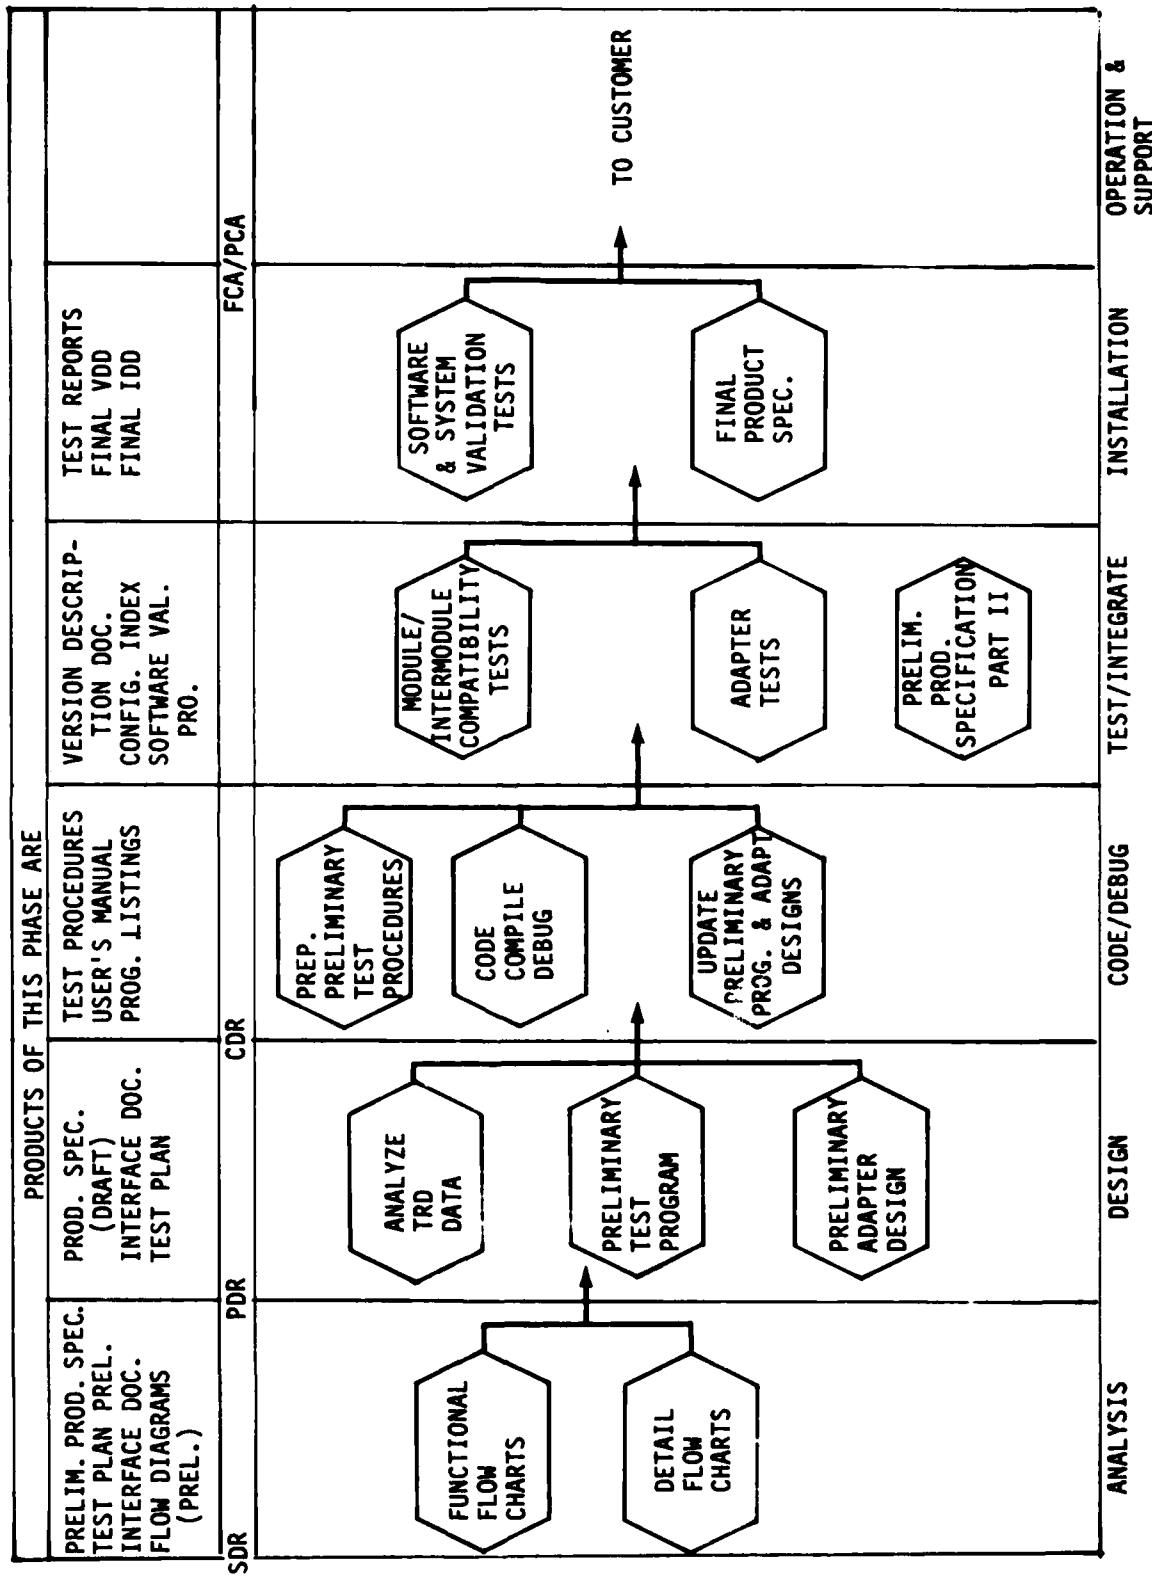 PRODUCTS OF THIS PHASE ARE
PRELIM. PROD. SPEC.
TEST PLAN PREL.
INTERFACE DOC.
FLOW DIAGRAMS
(PREL.)
PROD. SPEC.
(DRAFT)
INTERFACE DOC.
TEST PLAN
TEST PROCEDURES
USER'S MANUAL
PROG. LISTINGS
VERSION DESCRIP-
TION DOC.
CONFIG. INDEX
SOFTWARE VAL.
PRO.
TEST REPORTS
FINAL VDD
FINAL IDD
SDR
PDR
CDR
FCA/PCA
FUNCTIONAL
FLOW
CHARTS
DETAIL
FLOW
CHARTS
ANALYZE
TRD
DATA
PRELIMINARY
TEST
PROGRAM
PRELIMINARY
ADAPTER
DESIGN
PREP.
PRELIMINARY
TEST
PROCEDURES
CODE
COMPILE
DEBUG
UPDATE
PRELIMINARY
PROG. & ADAPT
DESIGNS
MODULE/
INTERMODULE
COMPATIBILITY
TESTS
ADAPTER
TESTS
PRELIM.
PROD.
SPECIFICATION
PART II
SOFTWARE
& SYSTEM
VALIDATION
TESTS
FINAL
PRODUCT
SPEC.
TO CUSTOMER
ANALYSIS
DESIGN
CODE/DEBUG
TEST/INTEGRATE
INSTALLATION
OPERATION &
SUPPORT